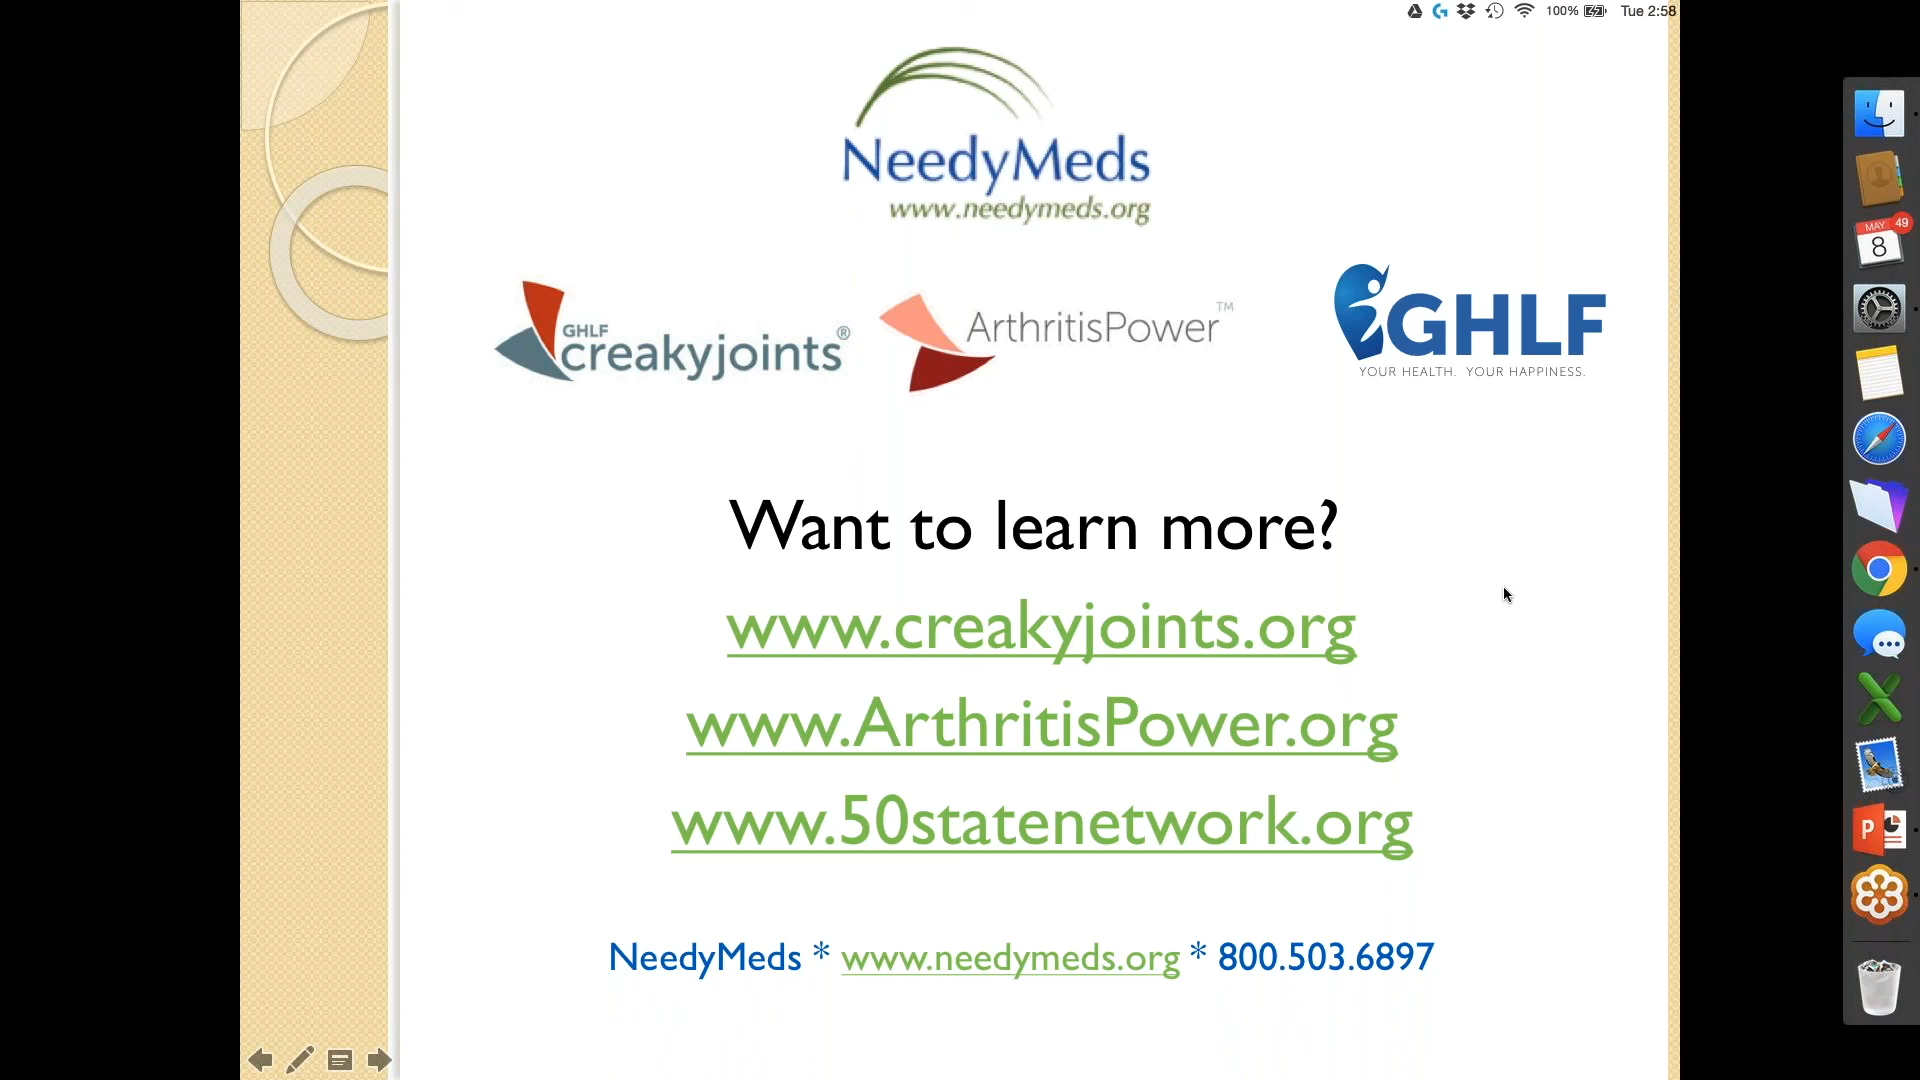 100% Tue 2:58
NeedyMeds
www.needymeds.org
GHLF
creakyjoints®
ArthritisPower™
GHLF
YOUR HEALTH. YOUR HAPPINESS.
Want to learn more?
www.creakyjoints.org
www.ArthritisPower.org
www.50statenetwork.org
NeedyMeds * www.needymeds.org * 800.503.6897
MAY
49
8
P